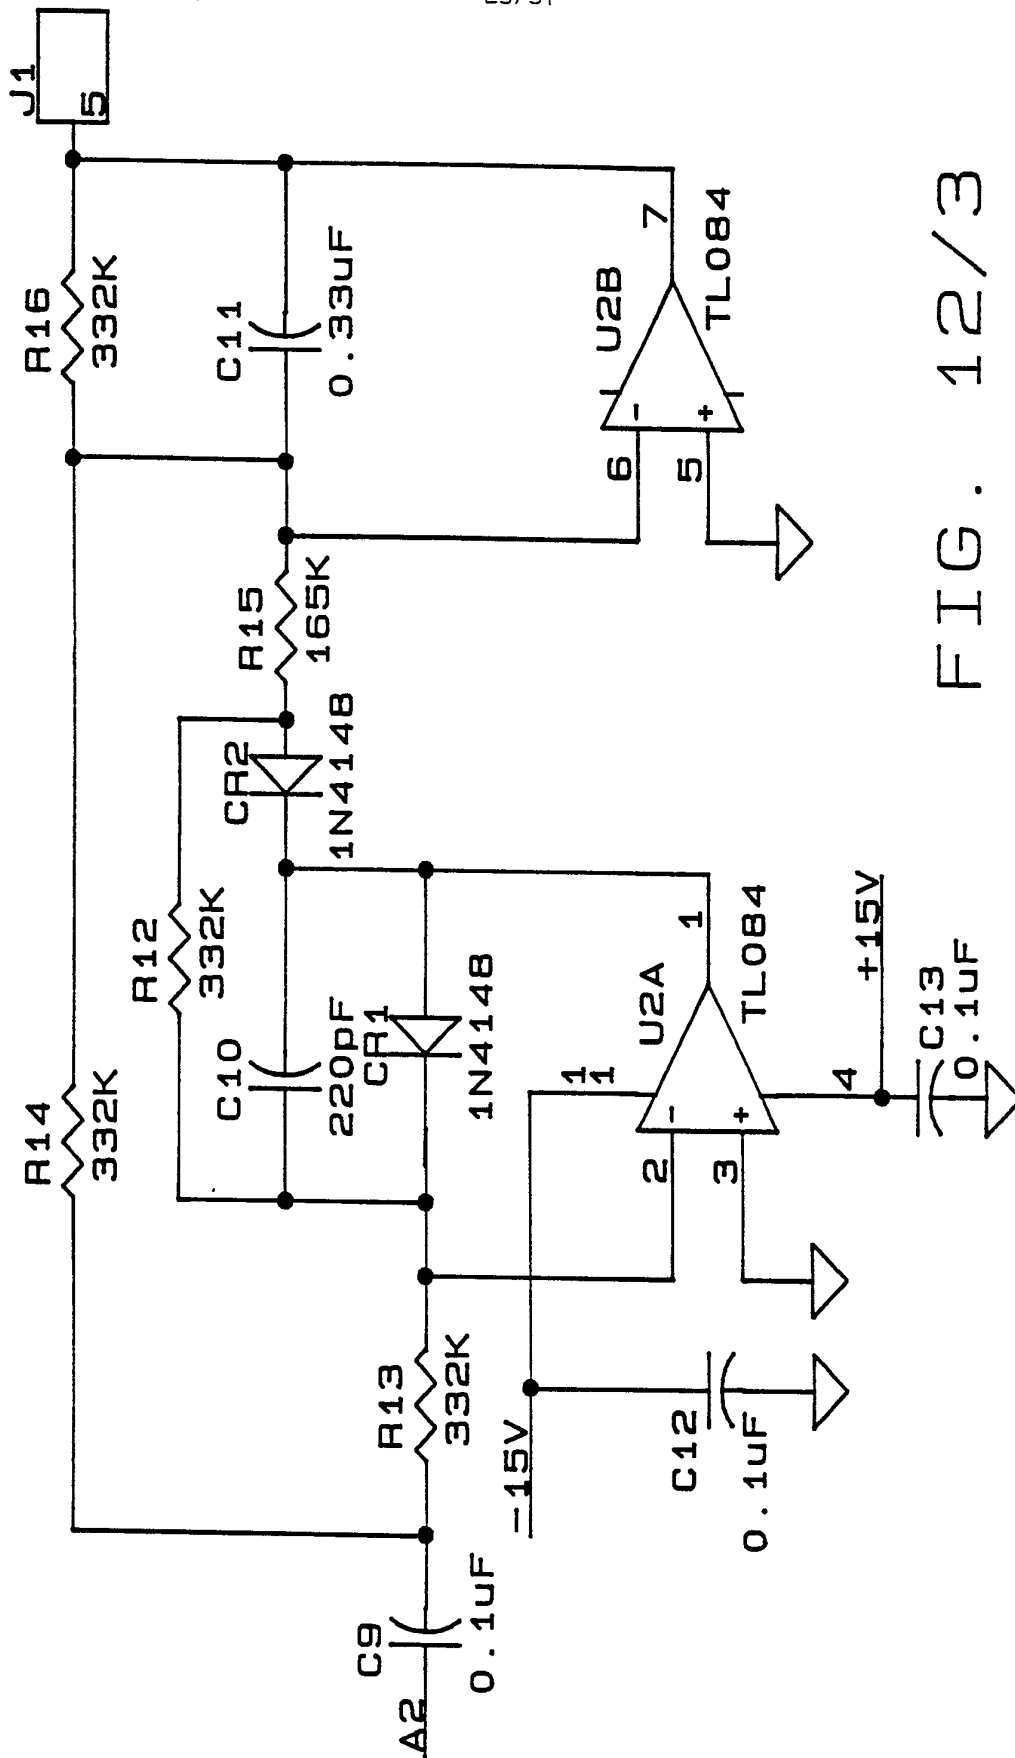 J1
5
R16
332K
C11
0.33uF
U2B
TL084
7
6
5
R15
165K
CR2
1N4148
R12
332K
R14
332K
C10
220pF
CR1
1N4148
U2A
TL084
1
2
3
11
4
+15V
C13
0.1uF
R13
332K
-15V
C12
0.1uF
C9
0.1uF
A2
FIG. 12/3